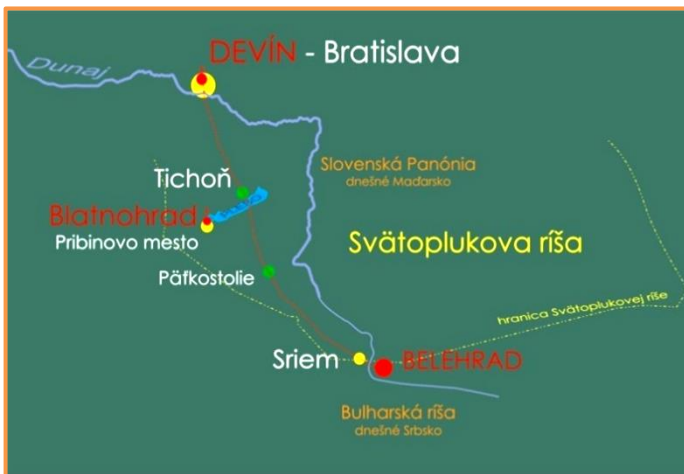 DEVÍN - Bratislava
Dunaj
Slovenská Panónia
dnešné Maďarsko
Tichoň
Blatnohrad
Pribinovo mesto
Svätoplukova ríša
Päťkostolie
hranica Svätoplukovej ríše
Sriem
BELEHRAD
Bulharská ríša
dnešné Srbsko